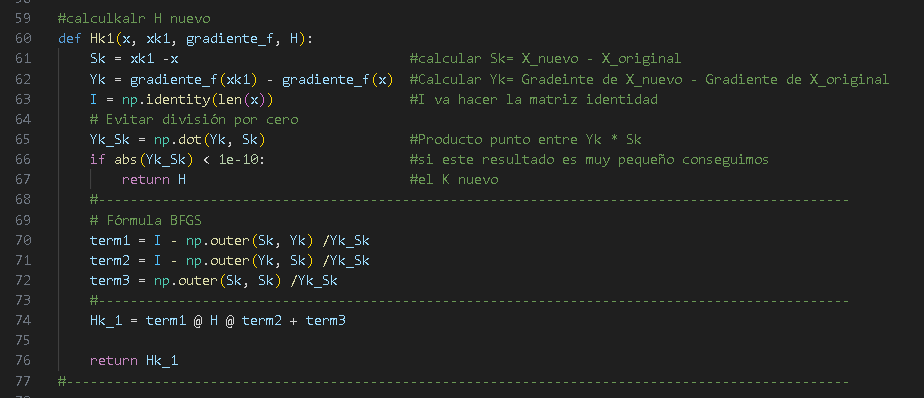 59 #calculkalr H nuevo
60 def Hk1(x, xk1, gradiente_f, H):
61 Sk = xk1 -x #calcular Sk= X_nuevo - X_original
62 Yk = gradiente_f(xk1) - gradiente_f(x) #Calcular Yk= Gradeinte de X_nuevo - Gradiente de X_original
63 I = np.identity(len(x)) #I va hacer la matriz identidad
64 # Evitar división por cero
65 Yk_Sk = np.dot(Yk, Sk) #Producto punto entre Yk * Sk
66 if abs(Yk_Sk) < 1e-10: #si este resultado es muy pequeño conseguimos
67 return H #el K nuevo
68 #----------------------------------------------------------------------------------------------
69 # Fórmula BFGS
70 term1 = I - np.outer(Sk, Yk) /Yk_Sk
71 term2 = I - np.outer(Yk, Sk) /Yk_Sk
72 term3 = np.outer(Sk, Sk) /Yk_Sk
73 #----------------------------------------------------------------------------------------------
74 Hk_1 = term1 @ H @ term2 + term3
75
76 return Hk_1
77 #--------------------------------------------------------------------------------------------------